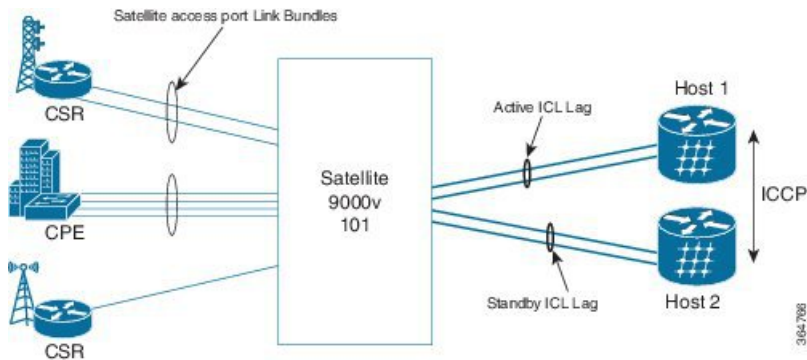 Satellite access port Link Bundles
CSR
CPE
CSR
Satellite
9000v
101
Active ICL Lag
Standby ICL Lag
Host 1
ICCP
Host 2
364766